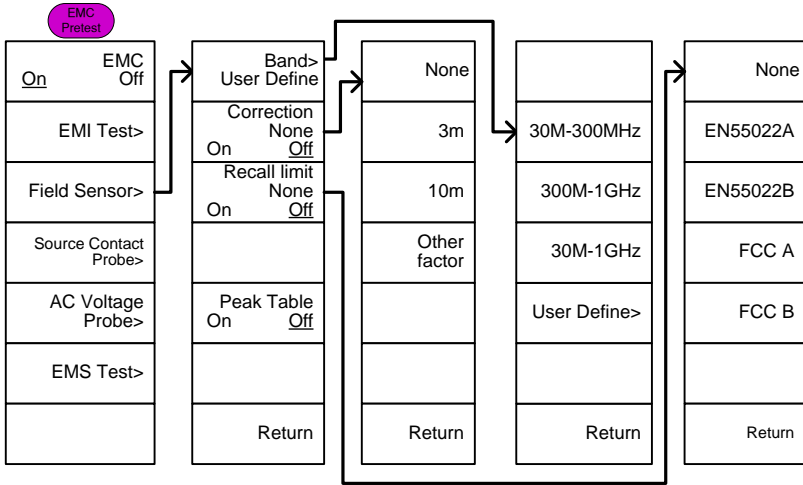 EMC
Pretest
EMC
On Off
EMI Test>
Field Sensor>
Source Contact
Probe>
AC Voltage
Probe>
EMS Test>
Band>
User Define
Correction
None
On Off
Recall limit
None
On Off
Peak Table
On Off
Return
None
3m
10m
Other
factor
Return
30M-300MHz
300M-1GHz
30M-1GHz
User Define>
Return
None
EN55022A
EN55022B
FCC A
FCC B
Return